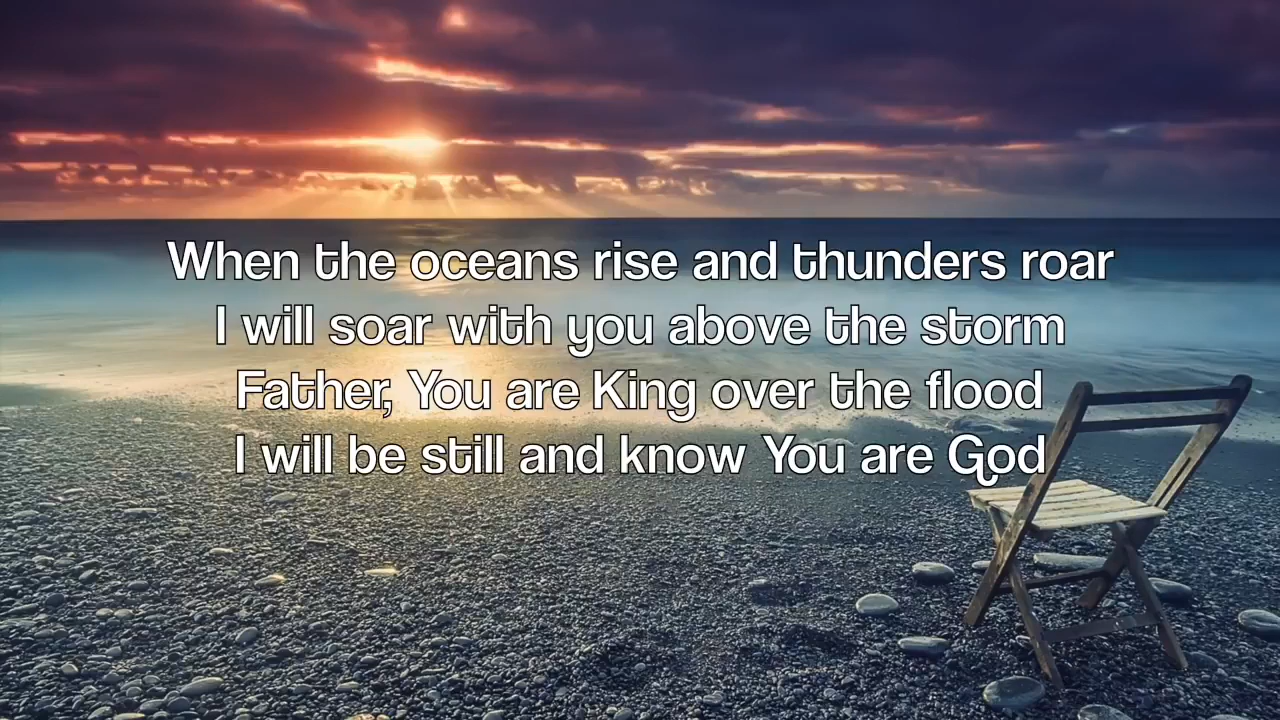 When the oceans rise and thunders roar
I will soar with you above the storm
Father, You are King over the flood
I will be still and know You are God